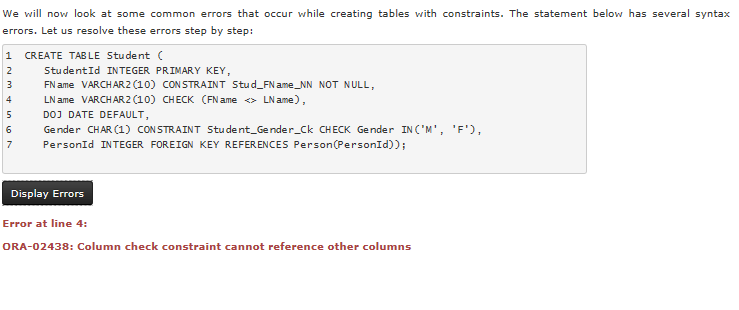 We will now look at some common errors that occur while creating tables with constraints. The statement below has several syntax
errors. Let us resolve these errors step by step:
1 CREATE TABLE Student (
2 StudentId INTEGER PRIMARY KEY,
3 FName VARCHAR2(10) CONSTRAINT Stud_FName_NN NOT NULL,
4 LName VARCHAR2(10) CHECK (FName <> LName),
5 DOJ DATE DEFAULT,
6 Gender CHAR(1) CONSTRAINT Student_Gender_Ck CHECK Gender IN('M', 'F'),
7 PersonId INTEGER FOREIGN KEY REFERENCES Person(PersonId));
Display Errors
Error at line 4:
ORA-02438: Column check constraint cannot reference other columns